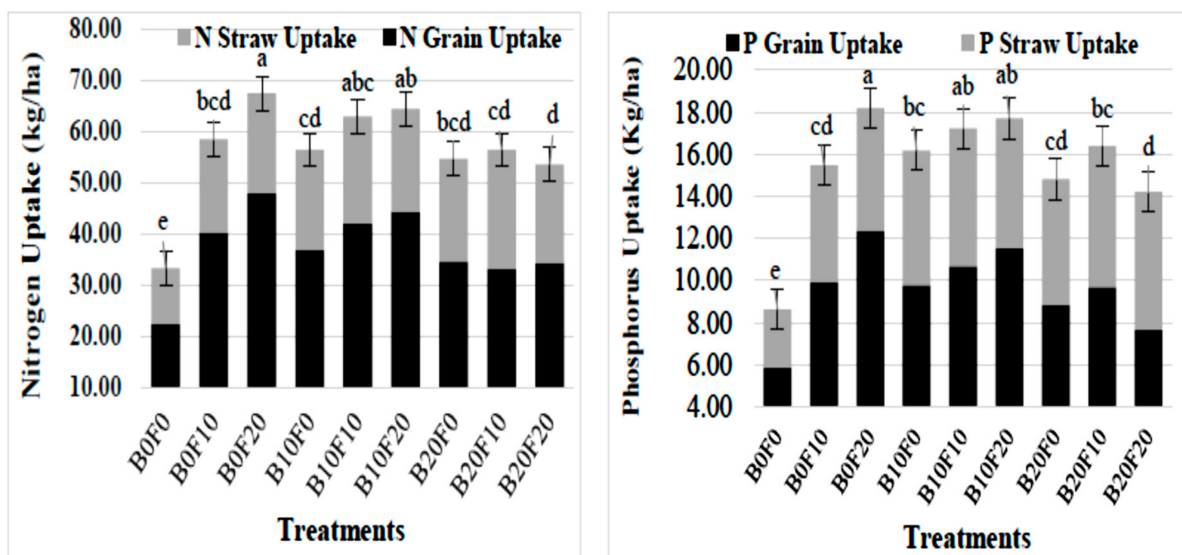 80.00
N Straw Uptake N Grain Uptake
70.00
60.00
50.00
40.00
30.00
20.00
10.00
Nitrogen Uptake (kg/ha)
e
bcd
a
cd
abc
ab
bcd
cd
d
B0F0
B0F10
B0F20
B10F0
B10F10
B10F20
B20F0
B20F10
B20F20
Treatments
P Grain Uptake P Straw Uptake
20.00
18.00
16.00
14.00
12.00
10.00
8.00
6.00
4.00
Phosphorus Uptake (Kg/ha)
e
cd
a
bc
ab
ab
cd
bc
d
B0F0
B0F10
B0F20
B10F0
B10F10
B10F20
B20F0
B20F10
B20F20
Treatments